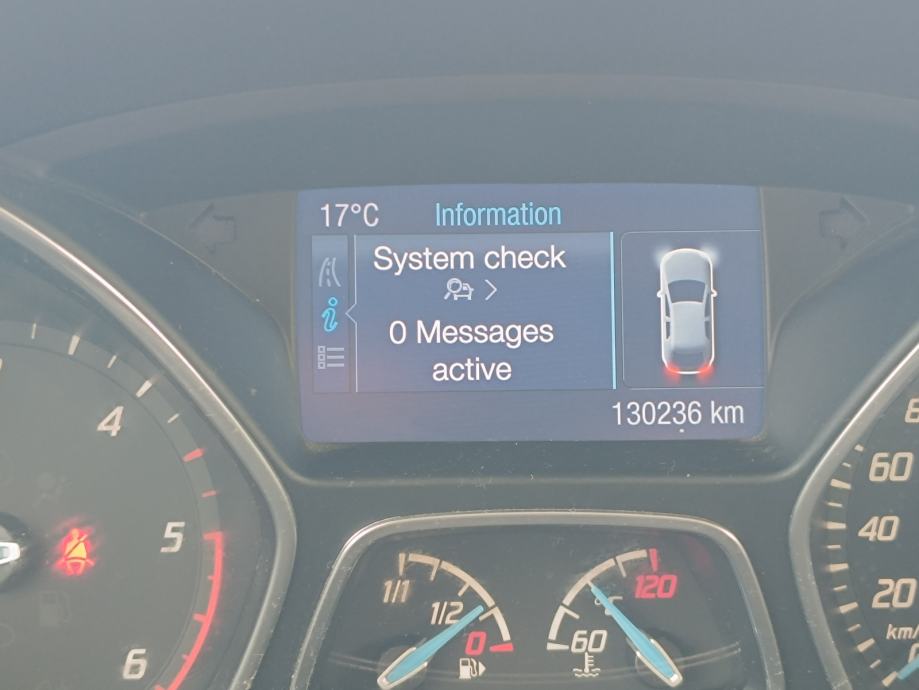 17°C Information
System check
0 Messages
active
130236 km
4
5
6
1/1
1/2
0
60
120
°C
60
40
20
km/